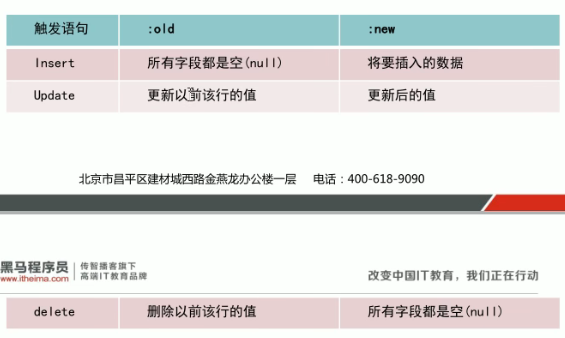 触发语句 :old :new
Insert 所有字段都是空(null) 将要插入的数据
Update 更新以前该行的值 更新后的值
北京市昌平区建材城西路金燕龙办公楼一层 电话：400-618-9090
黑马程序员 传智播客旗下
www.itheima.com 高端IT教育品牌
改变中国IT教育，我们正在行动
delete 删除以前该行的值 所有字段都是空(null)